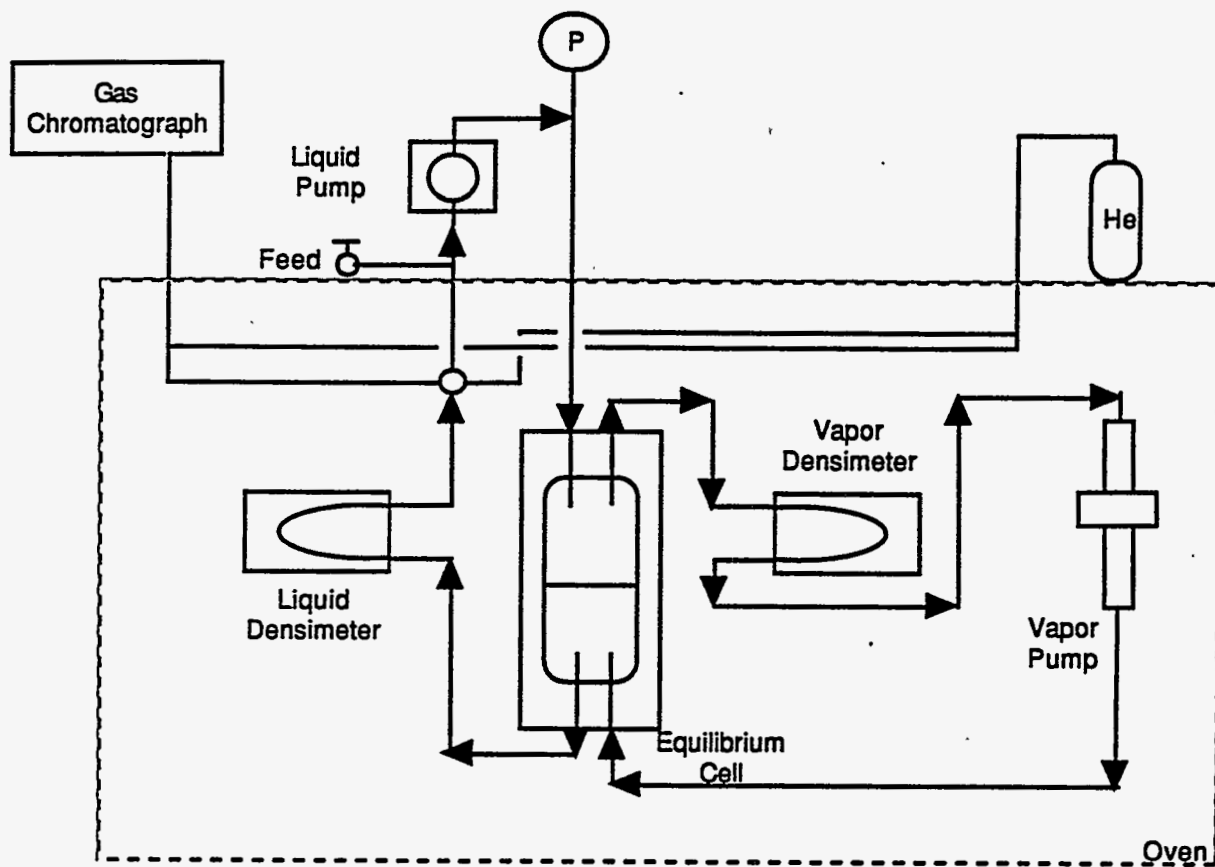 P
Gas
Chromatograph
Liquid
Pump
He
Feed
Vapor
Densimeter
Liquid
Densimeter
Vapor
Pump
Equilibrium
Cell
Oven